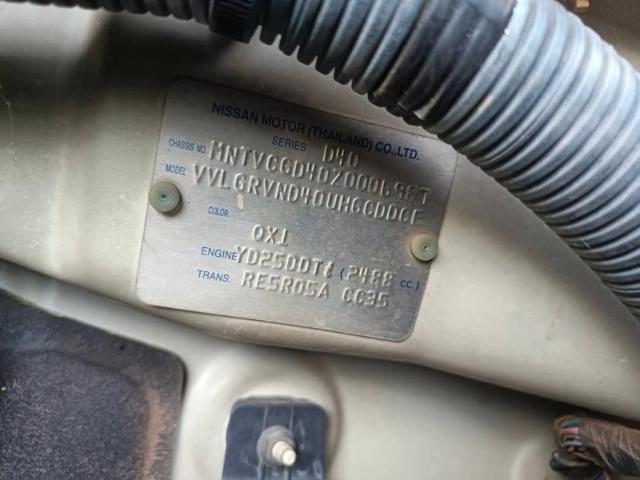 NISSAN MOTOR (THAILAND) CO., LTD.
SERIES D40
CHASSIS NO.
MODEL VVLGRVND40UHGCDDGE
COLOR.
QX1
ENGINE YD25DDTi (2488 cc.)
TRANS. RE5R05A CC35